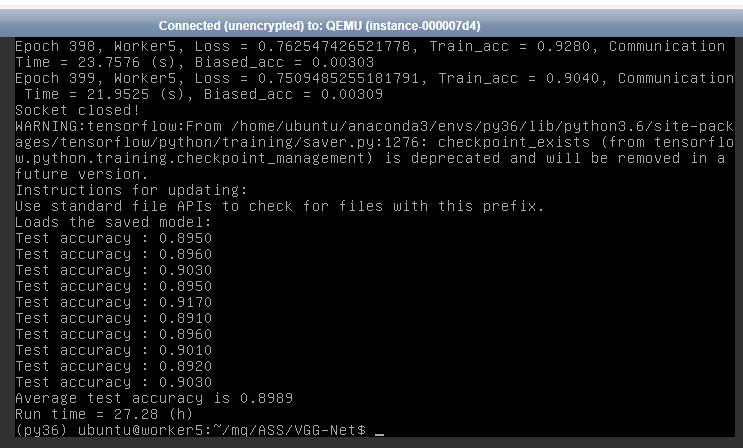 Connected (unencrypted) to: QEMU (instance-000007d4)
Epoch 398, Worker5, Loss = 0.762547426521778, Train_acc = 0.9280, Communication
Time = 23.7576 (s), Biased_acc = 0.00303
Epoch 399, Worker5, Loss = 0.7509485255181791, Train_acc = 0.9040, Communication
 Time = 21.9525 (s), Biased_acc = 0.00309
Socket closed!
WARNING:tensorflow:From /home/ubuntu/anaconda3/envs/py36/lib/python3.6/site-pack
ages/tensorflow/python/training/saver.py:1276: checkpoint_exists (from tensorflo
w.python.training.checkpoint_management) is deprecated and will be removed in a
future version.
Instructions for updating:
Use standard file APIs to check for files with this prefix.
Loads the saved model:
Test accuracy : 0.8950
Test accuracy : 0.8960
Test accuracy : 0.9030
Test accuracy : 0.8950
Test accuracy : 0.9170
Test accuracy : 0.8910
Test accuracy : 0.8960
Test accuracy : 0.9010
Test accuracy : 0.8920
Test accuracy : 0.9030
Average test accuracy is 0.8989
Run time = 27.28 (h)
(py36) ubuntu@worker5:~/mq/ASS/VGG-Net$ _